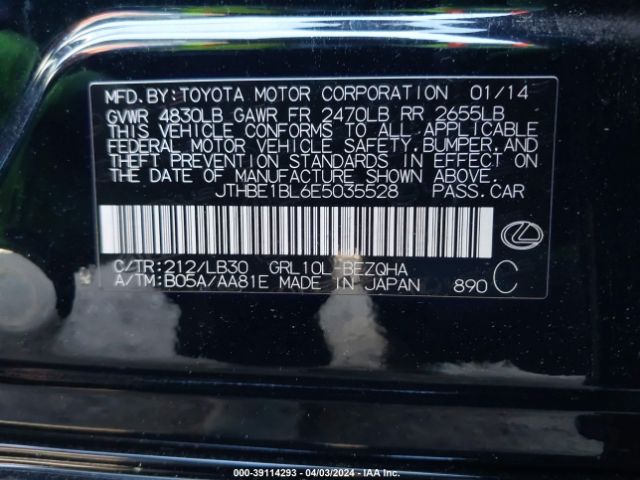 MFD.BY:TOYOTA MOTOR CORPORATION 01/14
GVWR 4830LB GAWR FR 2470LB RR 2655LB
THIS VEHICLE CONFORMS TO ALL APPLICABLE
FEDERAL MOTOR VEHICLE SAFETY,BUMPER,AND
THEFT PREVENTION STANDARDS IN EFFECT ON
THE DATE OF MANUFACTURE SHOWN ABOVE.
JTHBE1BL6E5035528 PASS.CAR
C/TR:212/LB30 GRL10L-BEZQHA
A/TM:B05A/AA81E MADE IN JAPAN 890 C
000-39114293 - 04/03/2024 - IAA Inc.